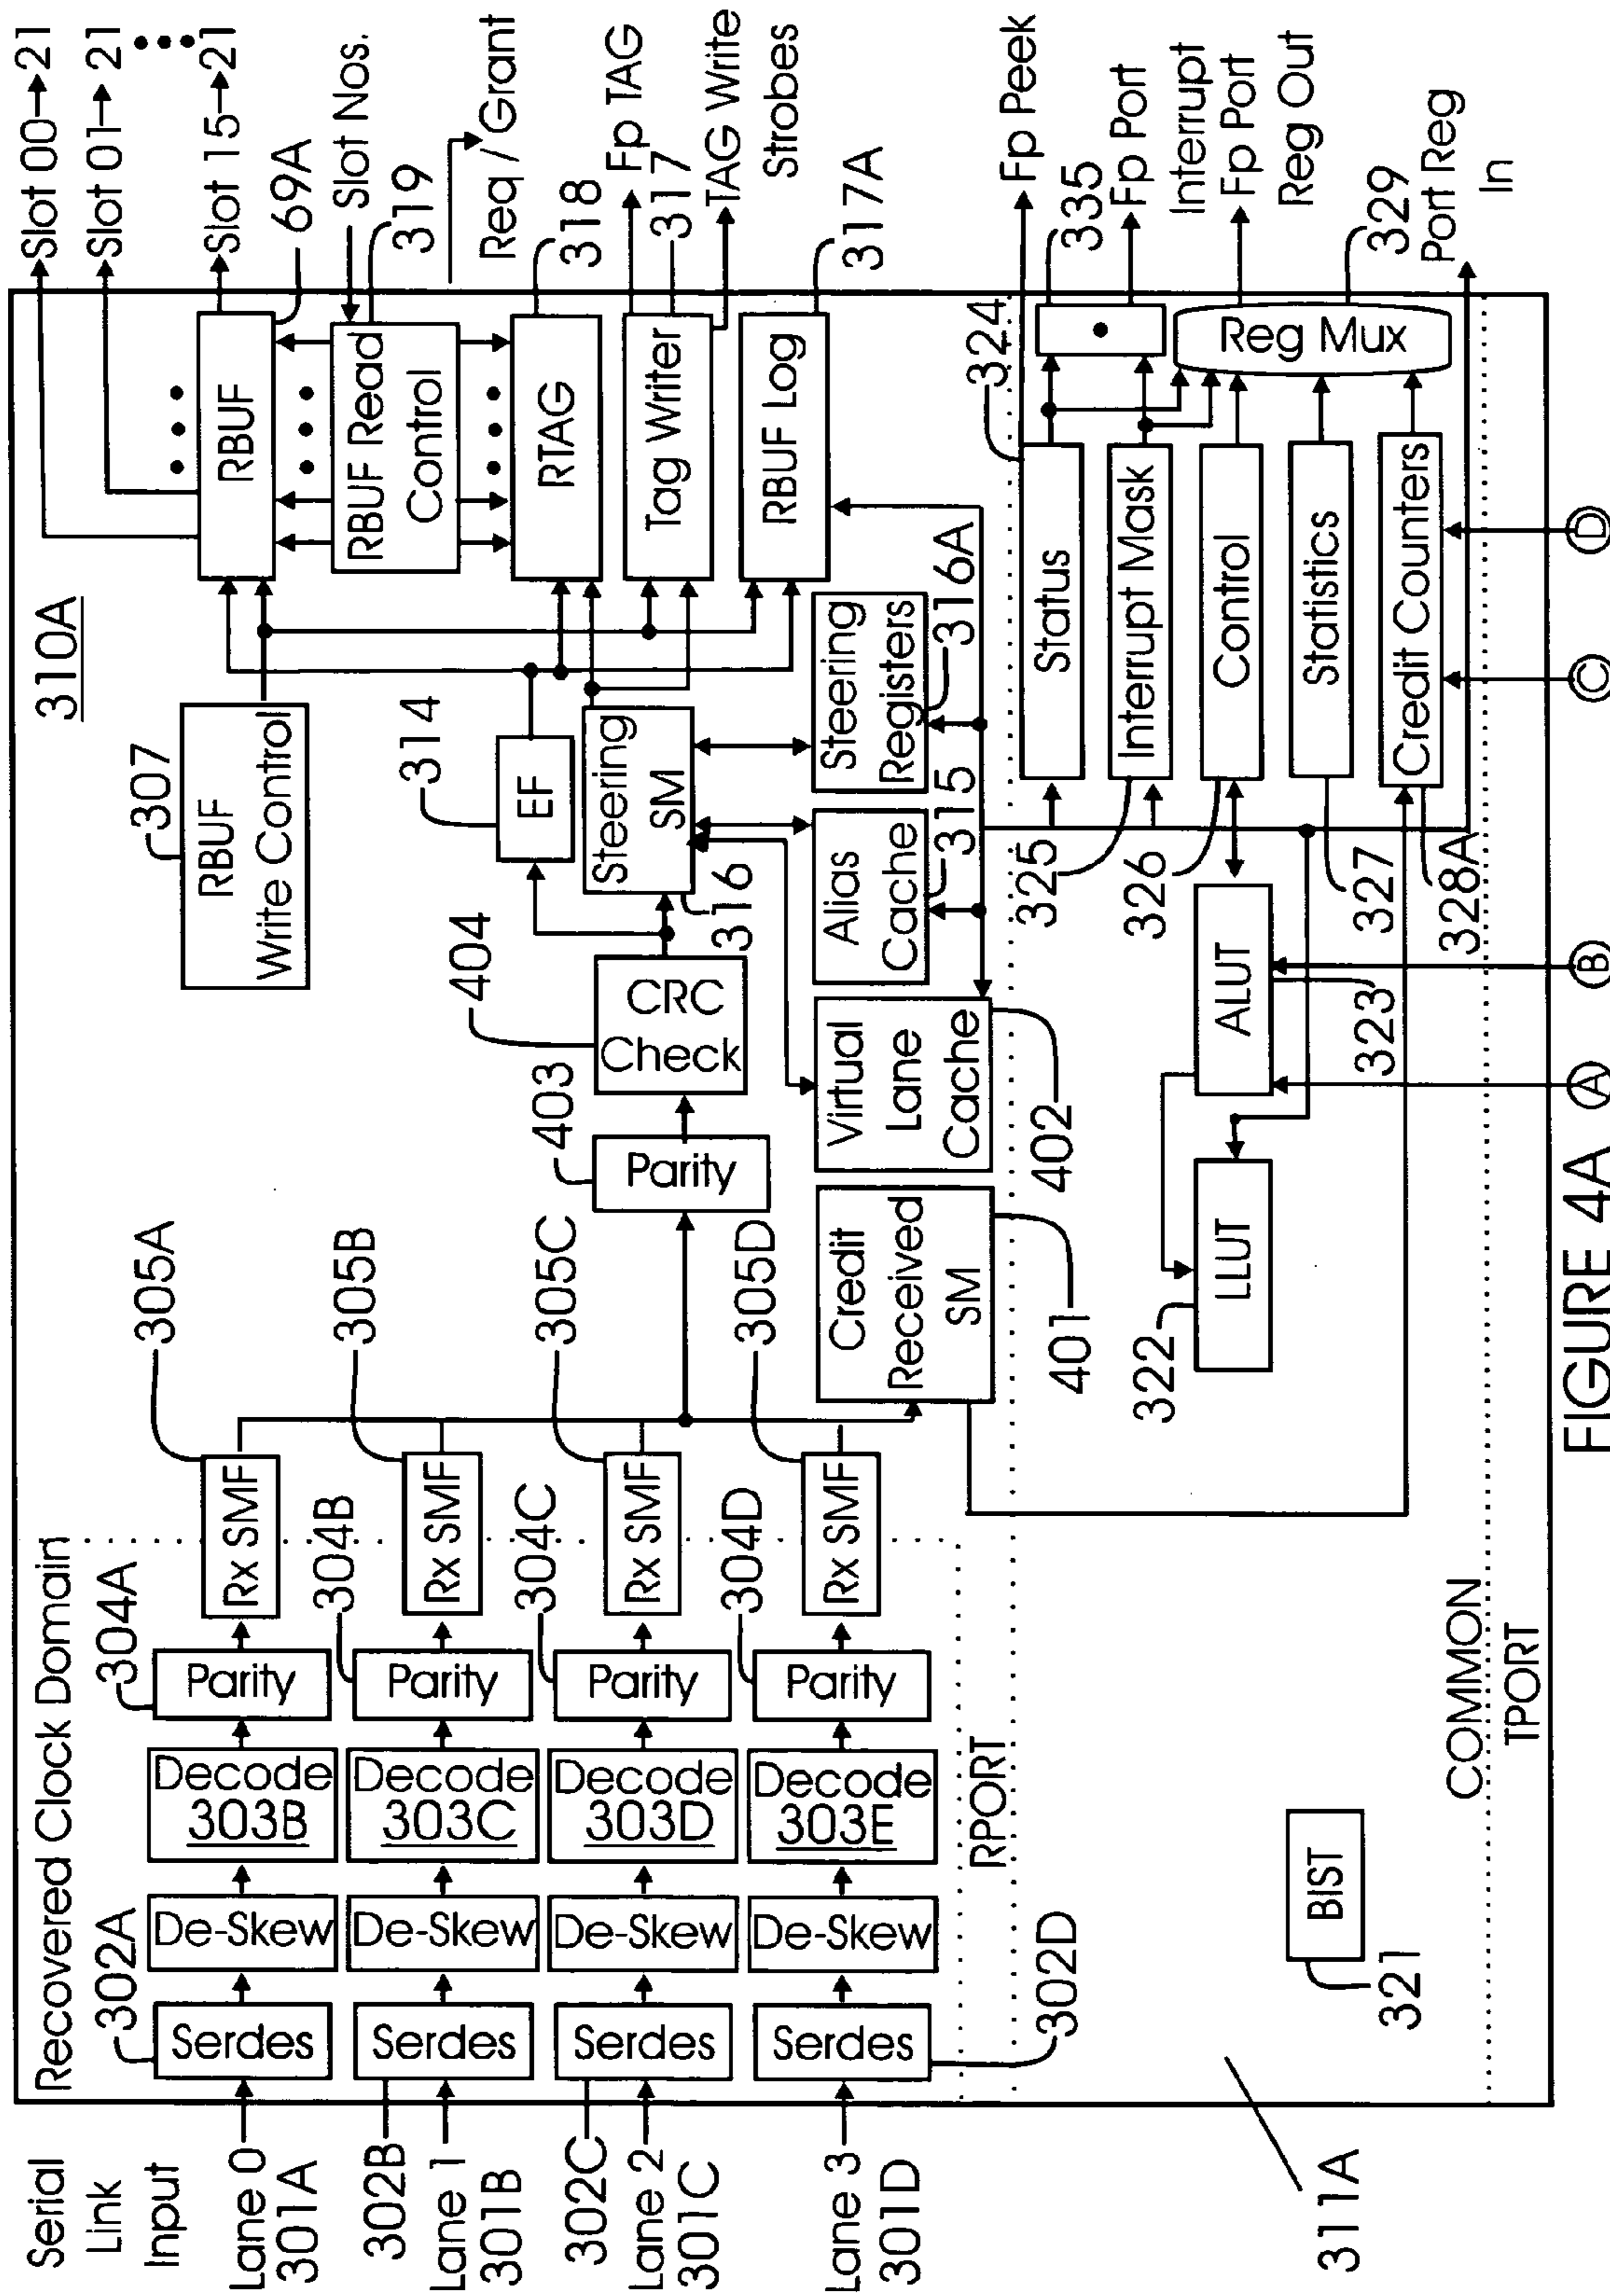 310A
Serial
Link
Input
Recovered Clock Domain
Lane 0
301A
302A
Serdes
De-Skew
Decode
303B
304A
Parity
Rx SMF
305A
302B
Lane 1
301B
Serdes
De-Skew
Decode
303C
304B
Parity
Rx SMF
305B
302C
Lane 2
301C
Serdes
De-Skew
Decode
303D
304C
Parity
Rx SMF
305C
Lane 3
301D
Serdes
302D
De-Skew
Decode
303E
304D
Parity
Rx SMF
305D
RPORT
307
RBUF
Write Control
403
Parity
404
CRC
Check
314
EF
Steering
SM
316
Credit
Received
SM
401
Virtual
Lane
Cache
402
Alias
Cache
315
Steering
Registers
316A
RBUF
Slot 00→21
Slot 01→21
Slot 15→21
69A
RBUF Read
Control
Slot Nos.
319
Req / Grant
RTAG
318
Tag Writer
Fp TAG
317
TAG Write
Strobes
RBUF Log
317A
311A
BIST
321
COMMON
TPORT
LLUT
322
ALUT
323
Status
324
Fp Peek
335
Fp Port
Interrupt
Interrupt Mask
325
Control
326
Statistics
327
Credit Counters
328A
Reg Mux
Fp Port
Reg Out
329
Port Reg
In
A
B
C
D
FIGURE 4A